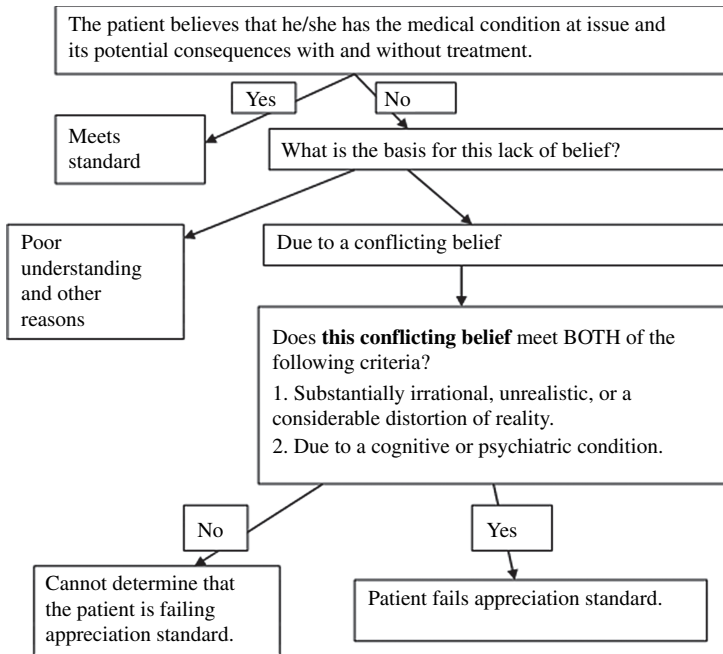 The patient believes that he/she has the medical condition at issue and
its potential consequences with and without treatment.
Yes
No
Meets
standard
What is the basis for this lack of belief?
Poor
understanding
and other
reasons
Due to a conflicting belief
Does this conflicting belief meet BOTH of the
following criteria?
1. Substantially irrational, unrealistic, or a
considerable distortion of reality.
2. Due to a cognitive or psychiatric condition.
No
Yes
Cannot determine that
the patient is failing
appreciation standard.
Patient fails appreciation standard.